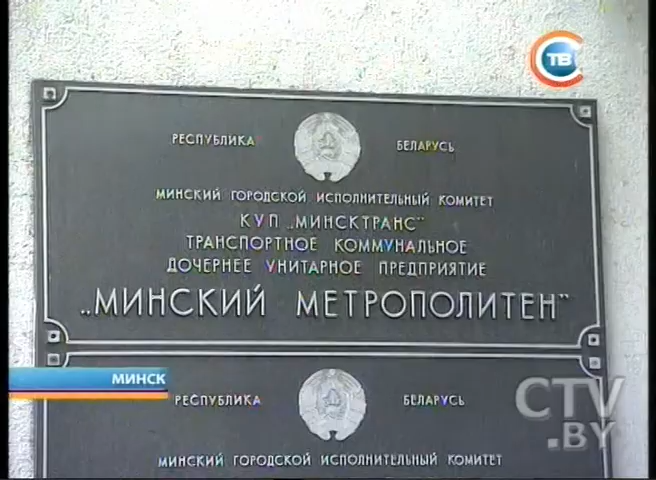 СТВ
РЕСПУБЛИКА БЕЛАРУСЬ
МИНСКИЙ ГОРОДСКОЙ ИСПОЛНИТЕЛЬНЫЙ КОМИТЕТ
КУП „МИНСКТРАНС"
ТРАНСПОРТНОЕ КОММУНАЛЬНОЕ
ДОЧЕРНЕЕ УНИТАРНОЕ ПРЕДПРИЯТИЕ
„МИНСКИЙ МЕТРОПОЛИТЕН"
МИНСК
РЕСПУБЛИКА БЕЛАРУСЬ
CTV
.BY
МИНСКИЙ ГОРОДСКОЙ ИСПОЛНИТЕЛЬНЫЙ КОМИТЕТ